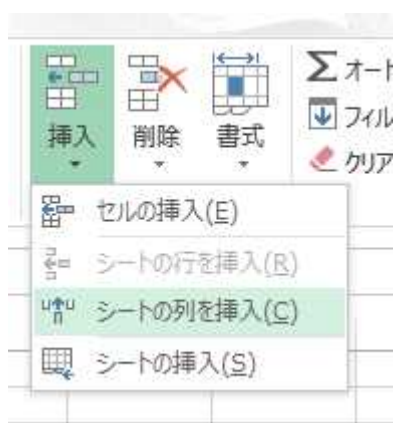 挿入 削除 書式
Σ オート
フィル
クリア
セルの挿入(E)
シートの行を挿入(R)
シートの列を挿入(C)
シートの挿入(S)